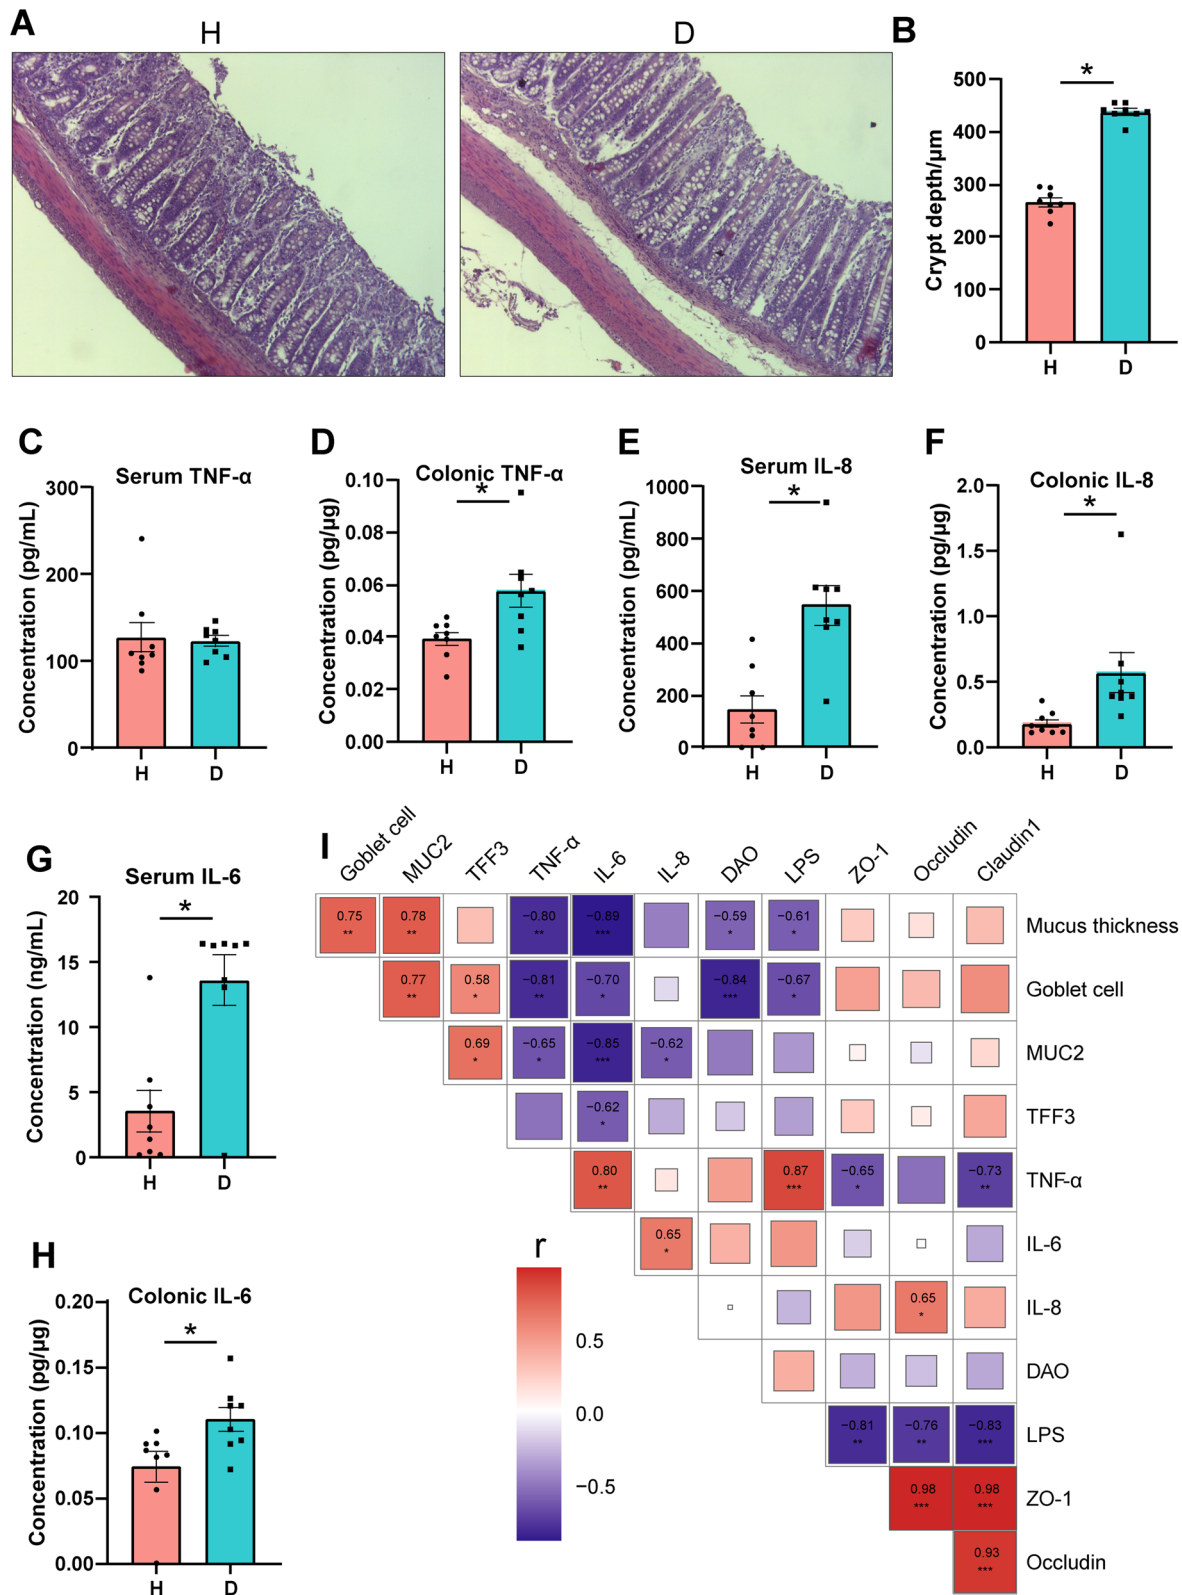 A
H
D
B
*
500
400
300
200
100
0
Crypt depth/μm
H
D
C
Serum TNF-α
300
200
100
0
Concentration (pg/mL)
H
D
D
Colonic TNF-α
*
0.10
0.08
0.06
0.04
0.02
0.00
Concentration (pg/μg)
H
D
E
Serum IL-8
*
1000
800
600
400
200
0
Concentration (pg/mL)
H
D
F
Colonic IL-8
*
2.0
1.5
1.0
0.5
0.0
Concentration (pg/μg)
H
D
G
Serum IL-6
*
20
15
10
5
0
Concentration (ng/mL)
H
D
H
Colonic IL-6
*
0.20
0.15
0.10
0.05
0.00
Concentration (pg/μg)
H
D
I
Goblet cell
MUC2
TFF3
TNF-α
IL-6
IL-8
DAO
LPS
ZO-1
Occludin
Claudin1
0.75 0.78 −0.80 −0.89 −0.59 −0.61
** ** ** *** * *
Mucus thickness
0.77 0.58 −0.81 −0.70 −0.84 −0.67
** * ** * *** *
Goblet cell
0.69 −0.65 −0.85 −0.62
* * *** *
MUC2
−0.62
*
TFF3
0.80 0.87 −0.65 −0.73
** *** * **
TNF-α
0.65
*
IL-6
0.65
*
IL-8
DAO
−0.81 −0.76 −0.83
** ** ***
LPS
0.98 0.98
*** ***
ZO-1
0.93
***
Occludin
r
0.5
0.0
−0.5